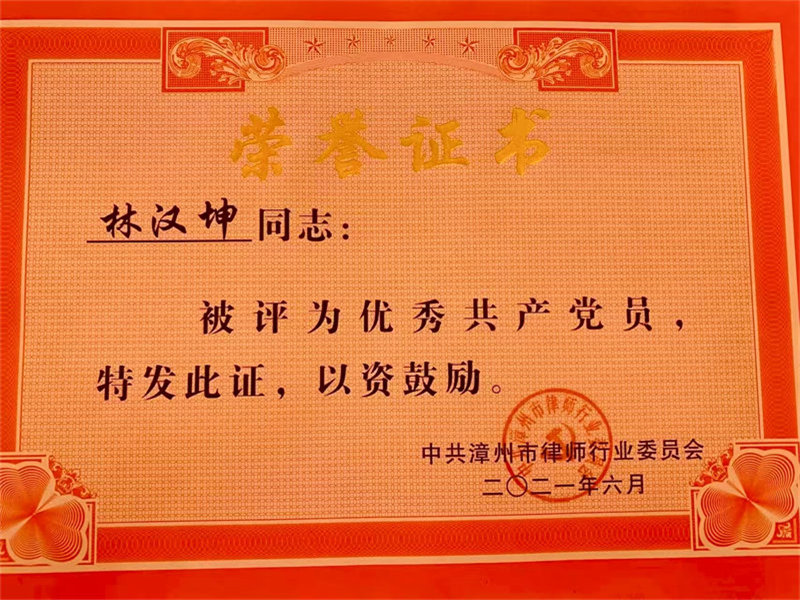 荣誉证书
林汉坤同志：
被评为优秀共产党员，
特发此证，以资鼓励。
中共漳州市律师行业委员会
二〇二一年六月